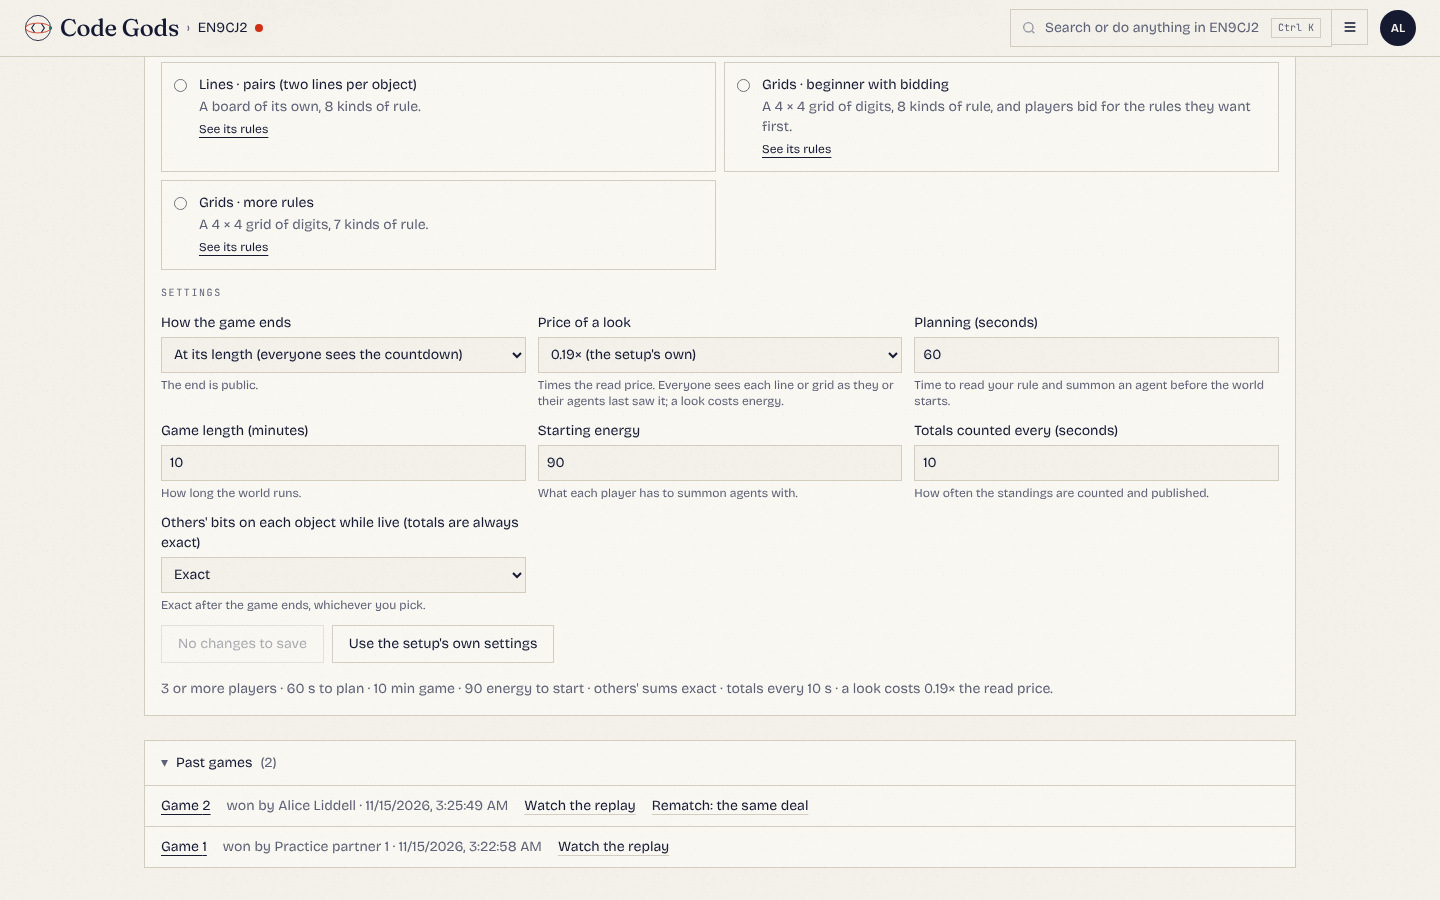 Code Gods › EN9CJ2
Search or do anything in EN9CJ2 Ctrl K ☰ AL
Lines · pairs (two lines per object)
A board of its own, 8 kinds of rule.
See its rules
Grids · beginner with bidding
A 4 × 4 grid of digits, 8 kinds of rule, and players bid for the rules they want
first.
See its rules
Grids · more rules
A 4 × 4 grid of digits, 7 kinds of rule.
See its rules
SETTINGS
How the game ends
At its length (everyone sees the countdown)
The end is public.
Price of a look
0.19× (the setup's own)
Times the read price. Everyone sees each line or grid as they or
their agents last saw it; a look costs energy.
Planning (seconds)
60
Time to read your rule and summon an agent before the world
starts.
Game length (minutes)
10
How long the world runs.
Starting energy
90
What each player has to summon agents with.
Totals counted every (seconds)
10
How often the standings are counted and published.
Others' bits on each object while live (totals are always
exact)
Exact
Exact after the game ends, whichever you pick.
No changes to save
Use the setup's own settings
3 or more players · 60 s to plan · 10 min game · 90 energy to start · others' sums exact · totals every 10 s · a look costs 0.19× the read price.
▾ Past games (2)
Game 2 won by Alice Liddell · 11/15/2026, 3:25:49 AM Watch the replay Rematch: the same deal
Game 1 won by Practice partner 1 · 11/15/2026, 3:22:58 AM Watch the replay